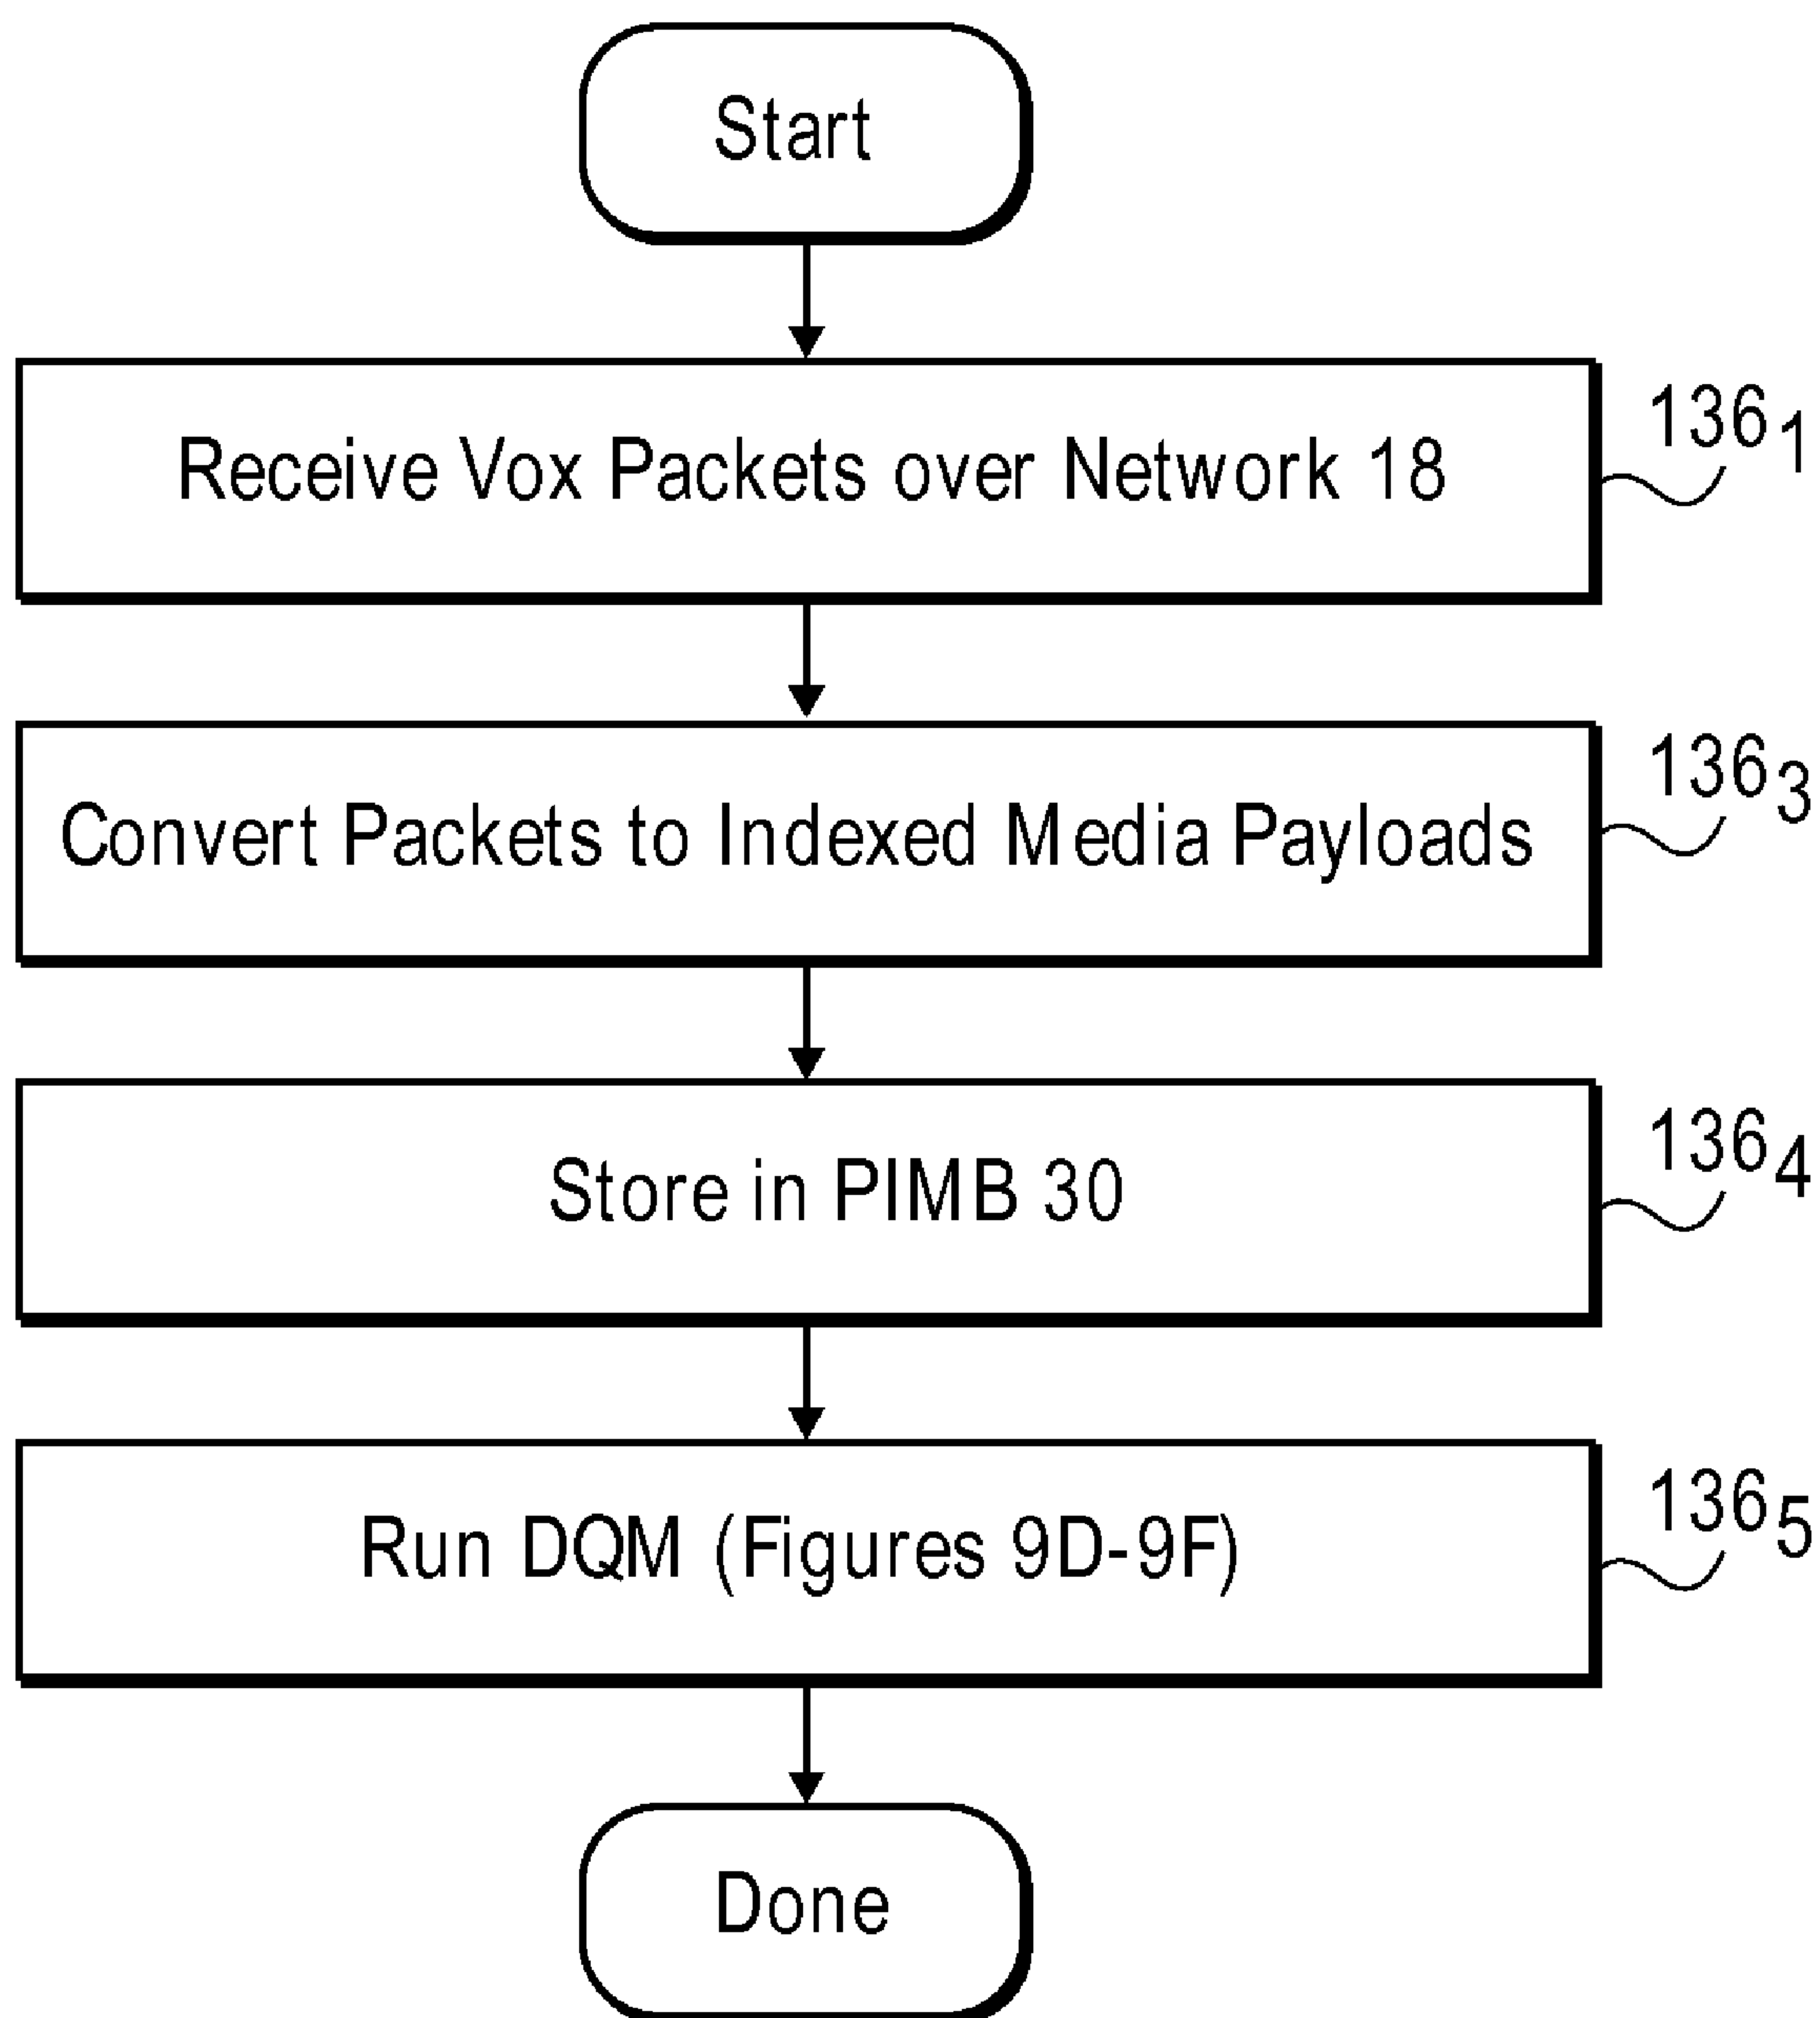 Start
Receive Vox Packets over Network 18
136₁
Convert Packets to Indexed Media Payloads
136₃
Store in PIMB 30
136₄
Run DQM (Figures 9D-9F)
136₅
Done